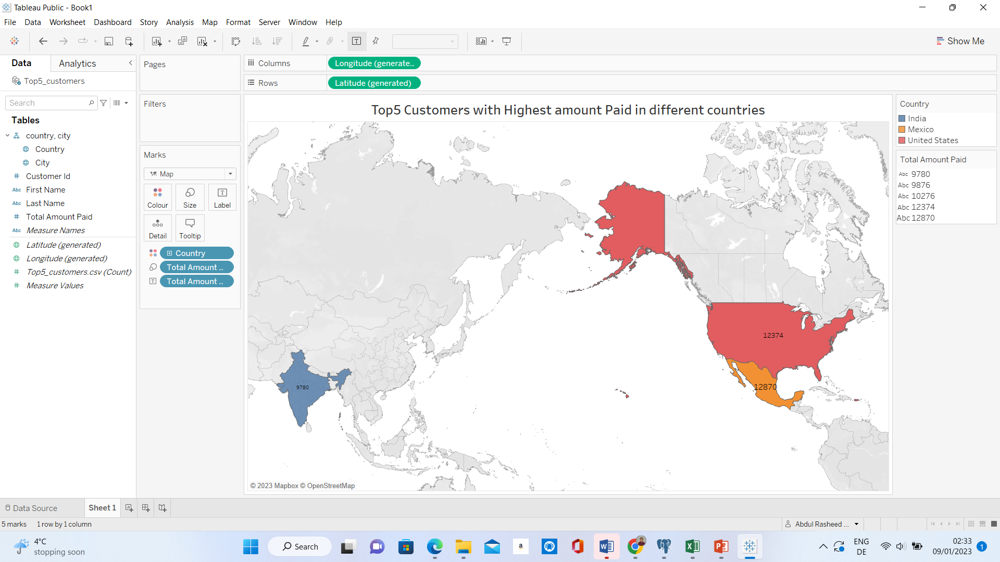 Tableau Public - Book1
File Data Worksheet Dashboard Story Analysis Map Format Server Window Help
Show Me
Data Analytics
Top5_customers
Search
Tables
country, city
Country
City
Customer Id
Abc First Name
Abc Last Name
Total Amount Paid
Abc Measure Names
Latitude (generated)
Longitude (generated)
Top5_customers.csv (Count)
Measure Values
Pages
Filters
Marks
Map
Colour Size Label
Detail Tooltip
Country
Total Amount ..
Total Amount ..
Columns Longitude (generate..
Rows Latitude (generated)
Top5 Customers with Highest amount Paid in different countries
12374
12870
9780
© 2023 Mapbox © OpenStreetMap
Country
India
Mexico
United States
Total Amount Paid
Abc 9780
Abc 9876
Abc 10276
Abc 12374
Abc 12870
Data Source Sheet 1
5 marks 1 row by 1 column
Abdul Rasheed ...
4°C
stopping soon
Search
ENG
DE
02:33
09/01/2023
1